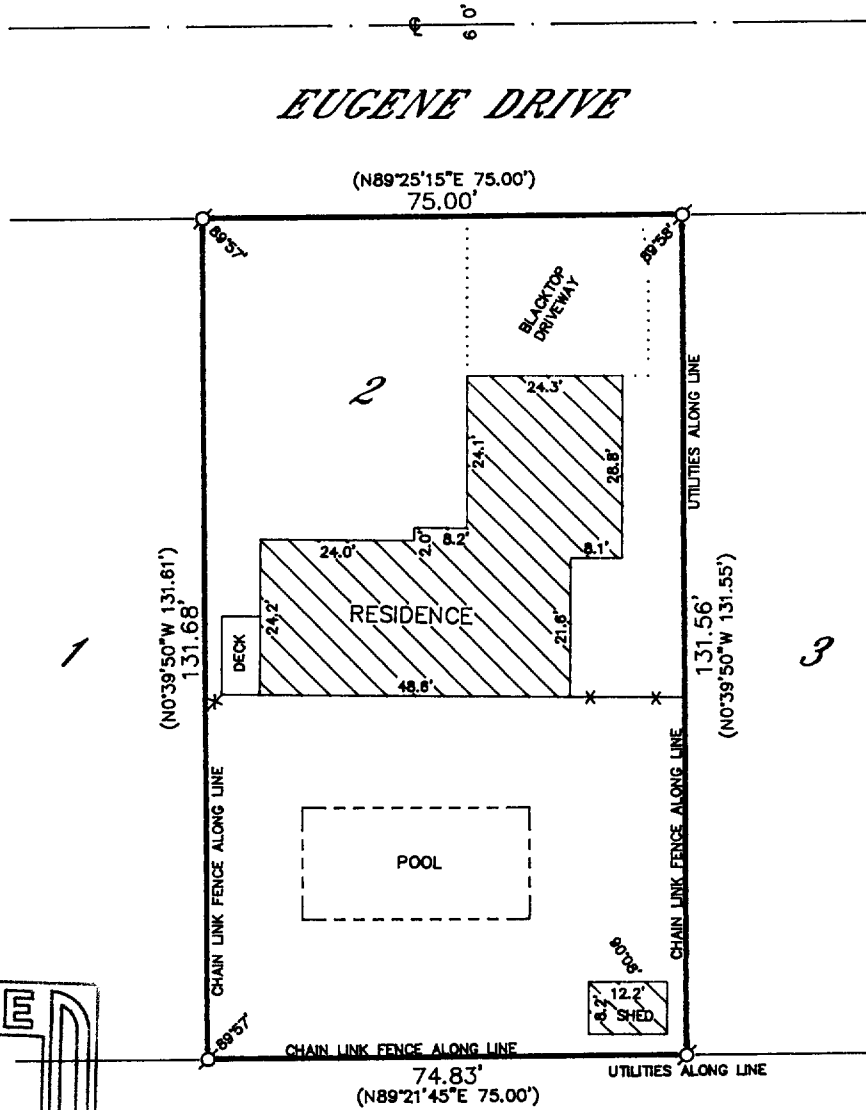 ℄
60'
EUGENE DRIVE
(N89°25'15"E 75.00')
75.00'
89°57'
89°58'
BLACKTOP
DRIVEWAY
2
24.3'
24.1'
28.8'
UTILITIES ALONG LINE
24.0'
2.0'
8.2'
8.1'
(N0°39'50"W 131.61')
131.68'
24.2'
RESIDENCE
21.6'
131.56'
(N0°39'50"W 131.55')
1
DECK
3
48.6'
CHAIN LINK FENCE ALONG LINE
CHAIN LINK FENCE ALONG LINE
POOL
90°08'
12.2'
8.2'
SHED
89°57'
CHAIN LINK FENCE ALONG LINE
74.83'
UTILITIES ALONG LINE
(N89°21'45"E 75.00')